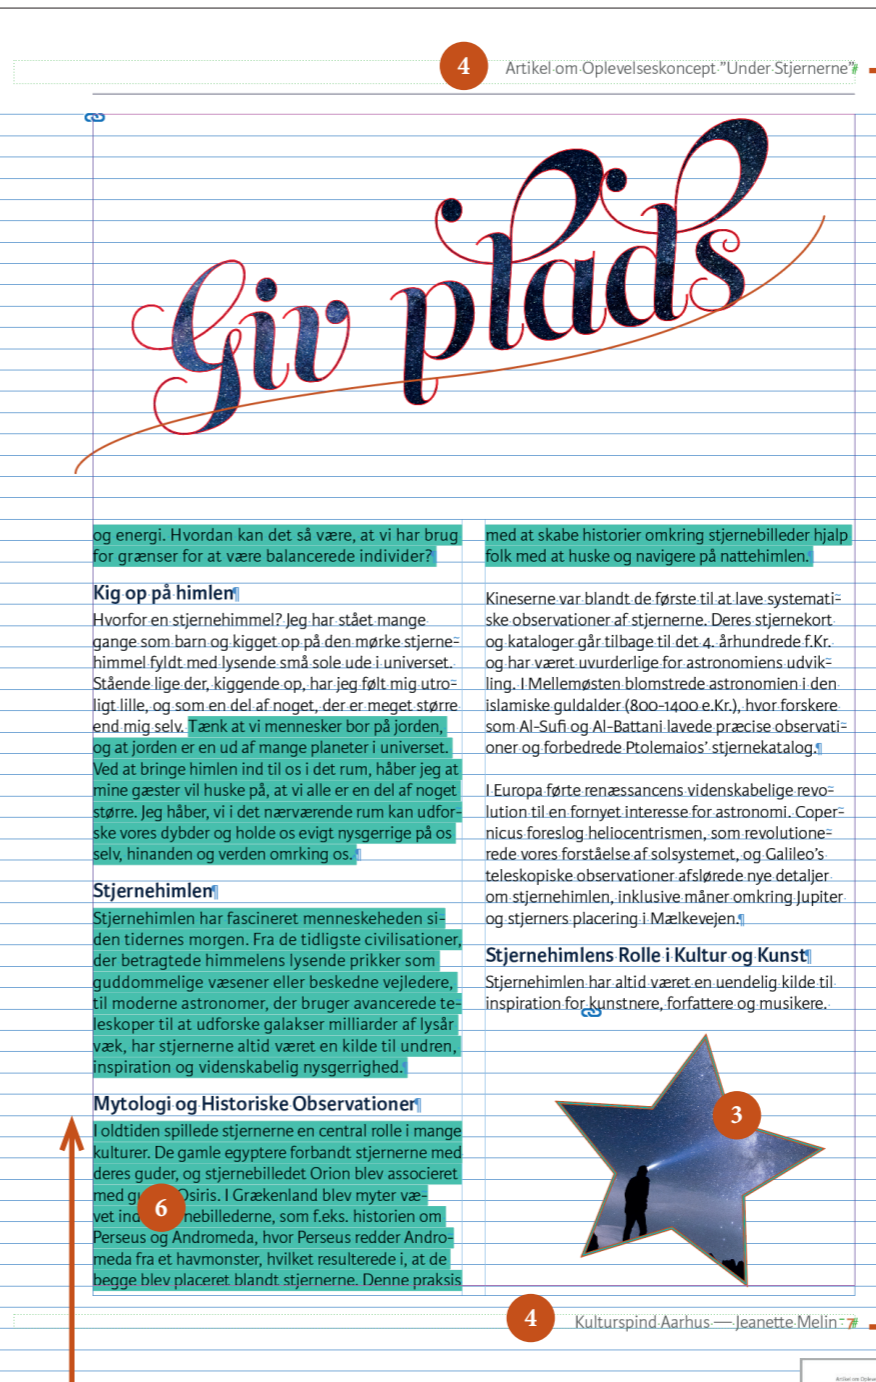 4
Artikel om Oplevelseskoncept ”Under Stjernerne”
Giv plads
og energi. Hvordan kan det så være, at vi har brug
for grænser for at være balancerede individer?
Kig op på himlen
Hvorfor en stjernehimmel? Jeg har stået mange
gange som barn og kigget op på den mørke stjerne-
himmel fyldt med lysende små sole ude i universet.
Stående lige der, kiggende op, har jeg følt mig utro-
ligt lille, og som en del af noget, der er meget større
end mig selv. Tænk at vi mennesker bor på jorden,
og at jorden er en ud af mange planeter i universet.
Ved at bringe himlen ind til os i det rum, håber jeg at
mine gæster vil huske på, at vi alle er en del af noget
større. Jeg håber, vi i det nærværende rum kan udfor-
ske vores dybder og holde os evigt nysgerrige på os
selv, hinanden og verden omrking os.
Stjernehimlen
Stjernehimlen har fascineret menneskeheden si-
den tidernes morgen. Fra de tidligste civilisationer,
der betragtede himmelens lysende prikker som
guddommelige væsener eller beskedne vejledere,
til moderne astronomer, der bruger avancerede te-
leskoper til at udforske galakser milliarder af lysår
væk, har stjernerne altid været en kilde til undren,
inspiration og videnskabelig nysgerrighed.
Mytologi og Historiske Observationer
I oldtiden spillede stjernerne en central rolle i mange
kulturer. De gamle egyptere forbandt stjernerne med
deres guder, og stjernebilledet Orion blev associeret
med Osiris. I Grækenland blev myter væ-
vet nebillederne, som f.eks. historien om
Perseus og Andromeda, hvor Perseus redder Andro-
meda fra et havmonster, hvilket resulterede i, at de
begge blev placeret blandt stjernerne. Denne praksis
6
med at skabe historier omkring stjernebilleder hjalp
folk med at huske og navigere på nattehimlen.
Kineserne var blandt de første til at lave systemati-
ske observationer af stjernerne. Deres stjernekort
og kataloger går tilbage til det 4. århundrede f.Kr.
og har været uvurderlige for astronomiens udvik-
ling. I Mellemøsten blomstrede astronomien i den
islamiske guldalder (800-1400 e.Kr.), hvor forskere
som Al-Sufi og Al-Battani lavede præcise observati-
oner og forbedrede Ptolemaios’ stjernekatalog.
I Europa førte renæssancens videnskabelige revo-
lution til en fornyet interesse for astronomi. Coper-
nicus foreslog heliocentrismen, som revolutione-
rede vores forståelse af solsystemet, og Galileo’s
teleskopiske observationer afslørede nye detaljer
om stjernehimlen, inklusive måner omkring Jupiter
og stjerners placering i Mælkevejen.
Stjernehimlens Rolle i Kultur og Kunst
Stjernehimlen har altid været en uendelig kilde til
inspiration for kunstnere, forfattere og musikere.
3
4
Kulturspind Aarhus — Jeanette Melin - 7